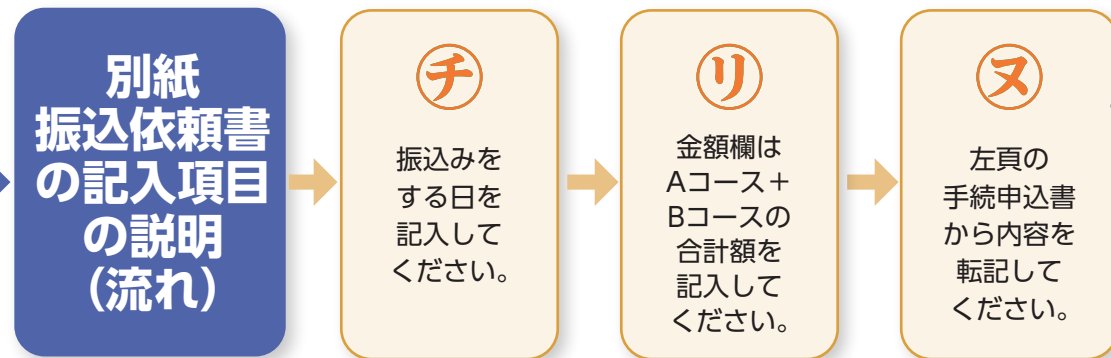 別紙
振込依頼書
の記入項目
の説明
（流れ）
㋠
振込みを
する日を
記入して
ください。
㋷
金額欄は
Aコース＋
Bコースの
合計額を
記入して
ください。
㋦
左頁の
手続申込書
から内容を
転記して
ください。